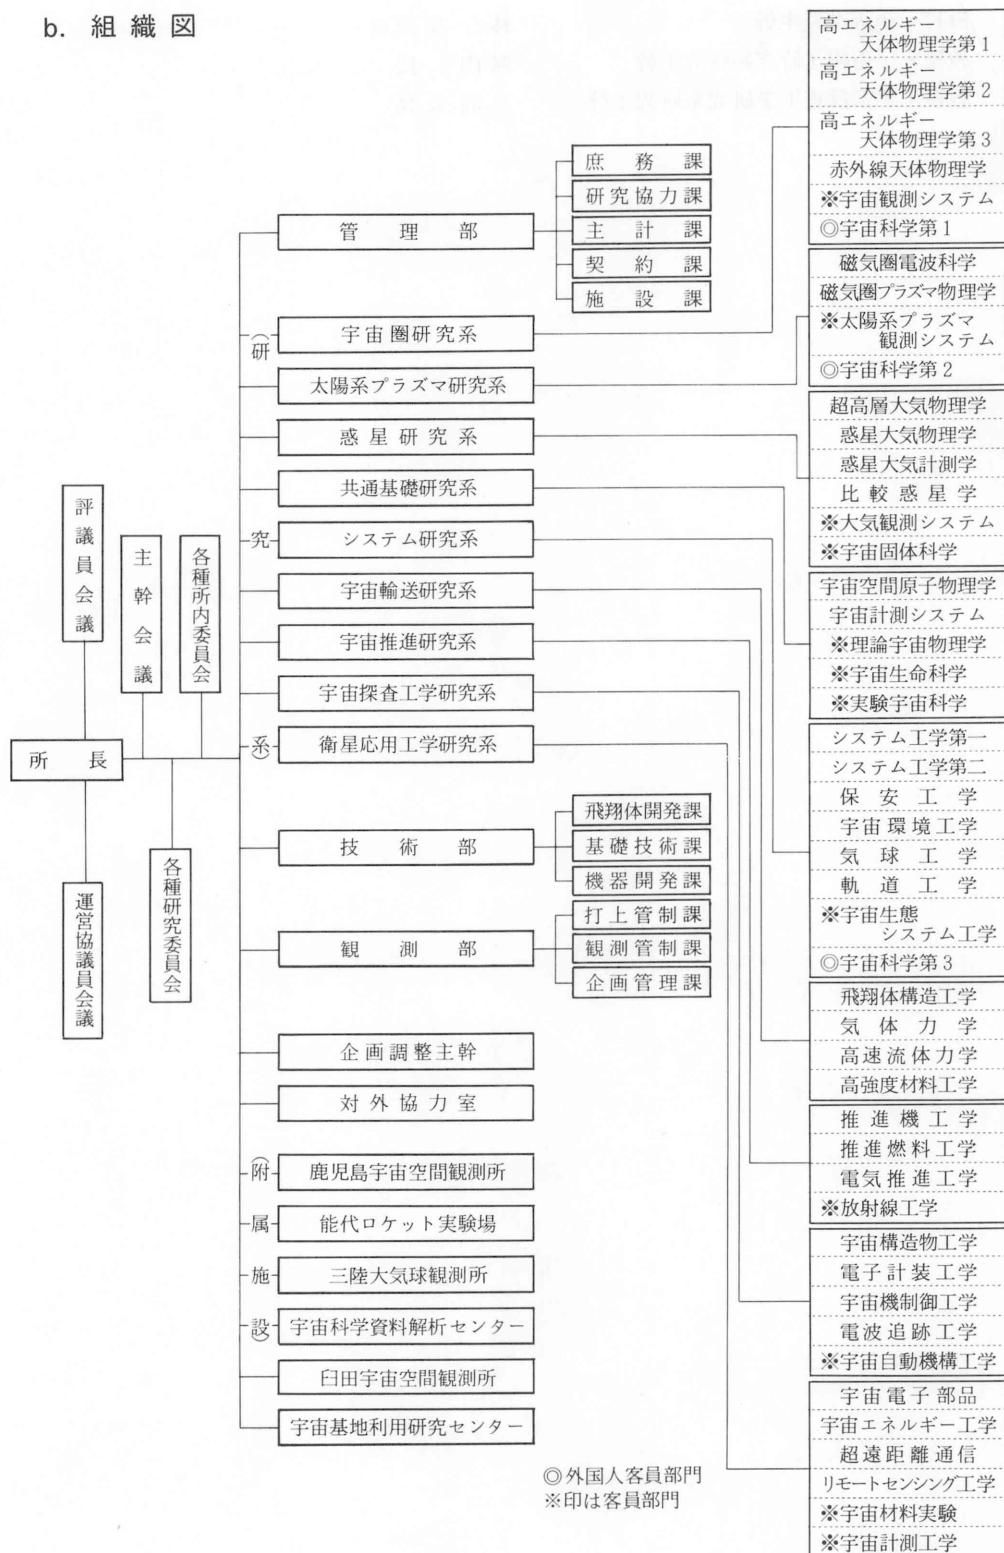 b. 組織図
評議員会議
主幹会議
各種所内委員会
所長
運営協議員会議
各種研究委員会
管理部
庶務課
研究協力課
主計課
契約課
施設課
(研
究
系)
宇宙圏研究系
太陽系プラズマ研究系
惑星研究系
共通基礎研究系
システム研究系
宇宙輸送研究系
宇宙推進研究系
宇宙探査工学研究系
衛星応用工学研究系
技術部
飛翔体開発課
基礎技術課
機器開発課
観測部
打上管制課
観測管制課
企画管理課
企画調整主幹
対外協力室
(附
属
施
設)
鹿児島宇宙空間観測所
能代ロケット実験場
三陸大気球観測所
宇宙科学資料解析センター
臼田宇宙空間観測所
宇宙基地利用研究センター
高エネルギー
天体物理学第1
高エネルギー
天体物理学第2
高エネルギー
天体物理学第3
赤外線天体物理学
※宇宙観測システム
◎宇宙科学第1
磁気圏電波科学
磁気圏プラズマ物理学
※太陽系プラズマ
観測システム
◎宇宙科学第2
超高層大気物理学
惑星大気物理学
惑星大気計測学
比較惑星学
※大気観測システム
※宇宙固体科学
宇宙空間原子物理学
宇宙計測システム
※理論宇宙物理学
※宇宙生命科学
※実験宇宙科学
システム工学第一
システム工学第二
保安工学
宇宙環境工学
気球工学
軌道工学
※宇宙生態
システム工学
◎宇宙科学第3
飛翔体構造工学
気体力学
高速流体力学
高強度材料工学
推進機工学
推進燃料工学
電気推進工学
※放射線工学
宇宙構造物工学
電子計装工学
宇宙機制御工学
電波追跡工学
※宇宙自動機構工学
宇宙電子部品
宇宙エネルギー工学
超遠距離通信
リモートセンシング工学
※宇宙材料実験
※宇宙計測工学
◎外国人客員部門
※印は客員部門